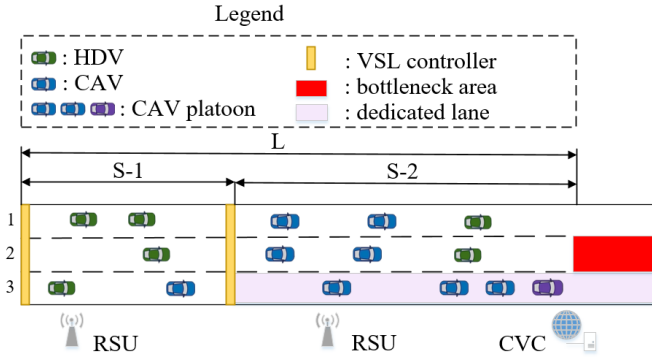 Legend
: HDV
: VSL controller
: CAV
: bottleneck area
: CAV platoon
: dedicated lane
L
S-1
S-2
1
2
3
RSU
RSU
CVC